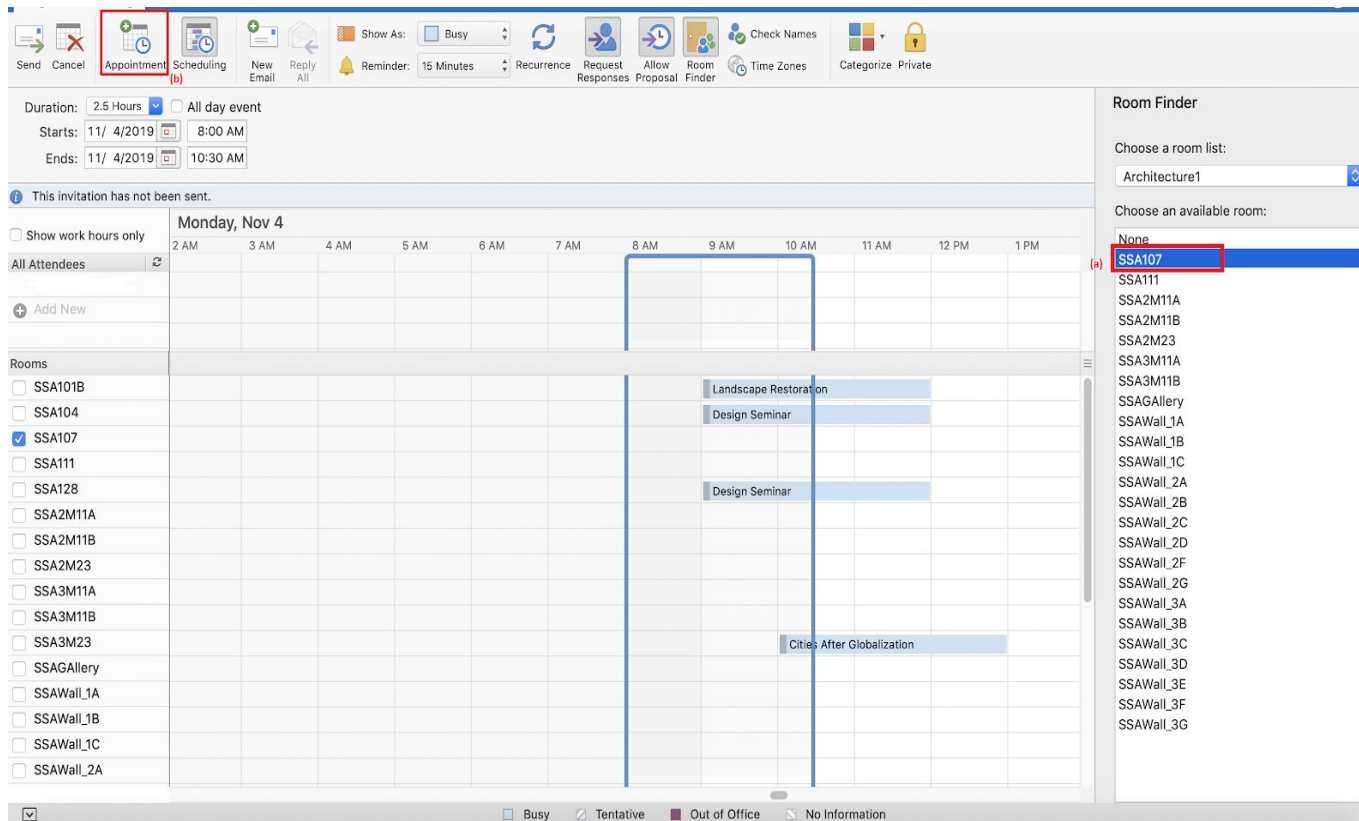 Send Cancel Appointment Scheduling New Email Reply All Show As: Busy Recurrence Request Responses Allow Proposal Room Finder Check Names Categorize Private
(b)
Reminder: 15 Minutes Time Zones
Duration: 2.5 Hours All day event
Starts: 11/ 4/2019 8:00 AM
Ends: 11/ 4/2019 10:30 AM
This invitation has not been sent.
Show work hours only
Monday, Nov 4
2 AM 3 AM 4 AM 5 AM 6 AM 7 AM 8 AM 9 AM 10 AM 11 AM 12 PM 1 PM
All Attendees
Add New
Rooms
SSA101B Landscape Restoration
SSA104 Design Seminar
SSA107
SSA111
SSA128 Design Seminar
SSA2M11A
SSA2M11B
SSA2M23
SSA3M11A
SSA3M11B
SSA3M23 Cities After Globalization
SSAGAllery
SSAWall_1A
SSAWall_1B
SSAWall_1C
SSAWall_2A
Room Finder
Choose a room list:
Architecture1
Choose an available room:
None
(a) SSA107
SSA111
SSA2M11A
SSA2M11B
SSA2M23
SSA3M11A
SSA3M11B
SSAGAllery
SSAWall_1A
SSAWall_1B
SSAWall_1C
SSAWall_2A
SSAWall_2B
SSAWall_2C
SSAWall_2D
SSAWall_2F
SSAWall_2G
SSAWall_3A
SSAWall_3B
SSAWall_3C
SSAWall_3D
SSAWall_3E
SSAWall_3F
SSAWall_3G
Busy Tentative Out of Office No Information